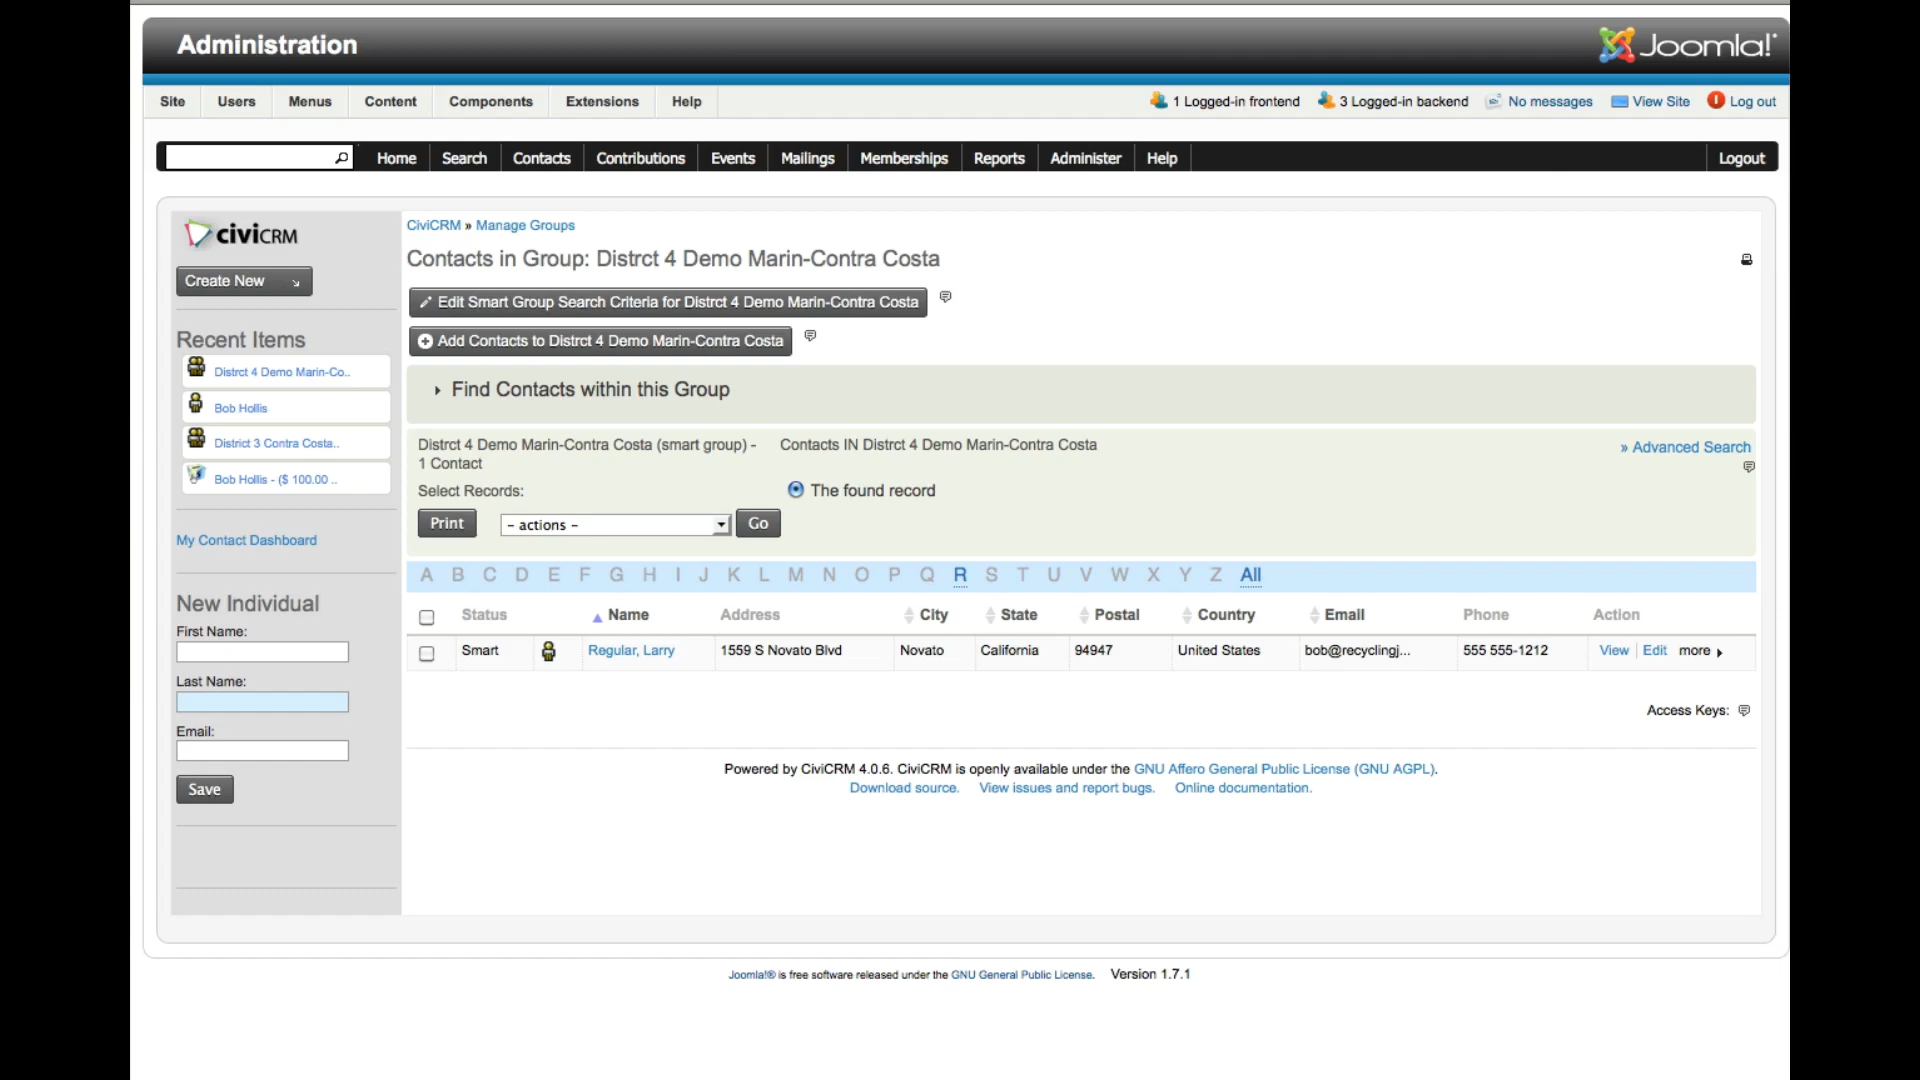 Administration
Joomla!
Site Users Menus Content Components Extensions Help
1 Logged-in frontend 3 Logged-in backend No messages View Site Log out
Home Search Contacts Contributions Events Mailings Memberships Reports Administer Help Logout
civiCRM
Create New
Recent Items
Distrct 4 Demo Marin-Co..
Bob Hollis
District 3 Contra Costa..
Bob Hollis - ($ 100.00 ..
My Contact Dashboard
New Individual
First Name:
Last Name:
Email:
Save
CiviCRM » Manage Groups
Contacts in Group: Distrct 4 Demo Marin-Contra Costa
Edit Smart Group Search Criteria for Distrct 4 Demo Marin-Contra Costa
Add Contacts to Distrct 4 Demo Marin-Contra Costa
Find Contacts within this Group
Distrct 4 Demo Marin-Contra Costa (smart group) - Contacts IN Distrct 4 Demo Marin-Contra Costa
1 Contact
» Advanced Search
Select Records: The found record
Print - actions - Go
A B C D E F G H I J K L M N O P Q R S T U V W X Y Z All
Status Name Address City State Postal Country Email Phone Action
Smart Regular, Larry 1559 S Novato Blvd Novato California 94947 United States bob@recyclingj... 555 555-1212 View Edit more
Access Keys:
Powered by CiviCRM 4.0.6. CiviCRM is openly available under the GNU Affero General Public License (GNU AGPL).
Download source. View issues and report bugs. Online documentation.
Joomla!® is free software released under the GNU General Public License. Version 1.7.1